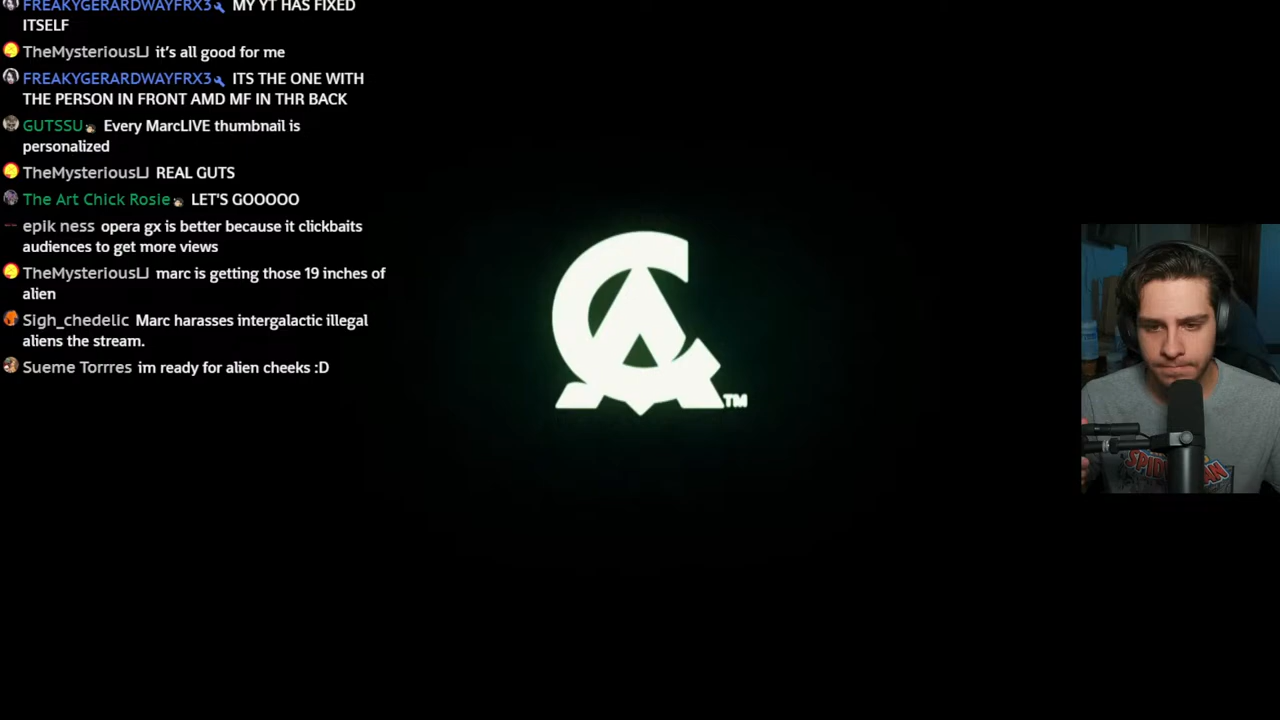 FREAKYGERARDWAYFRX3 MY YT HAS FIXED
ITSELF
TheMysteriousLJ it's all good for me
FREAKYGERARDWAYFRX3 ITS THE ONE WITH
THE PERSON IN FRONT AMD MF IN THR BACK
GUTSSU Every MarcLIVE thumbnail is
personalized
TheMysteriousLJ REAL GUTS
The Art Chick Rosie LET'S GOOOOO
epik ness opera gx is better because it clickbaits
audiences to get more views
TheMysteriousLJ marc is getting those 19 inches of
alien
Sigh_chedelic Marc harasses intergalactic illegal
aliens the stream.
Sueme Torrres im ready for alien cheeks :D
CA
TM